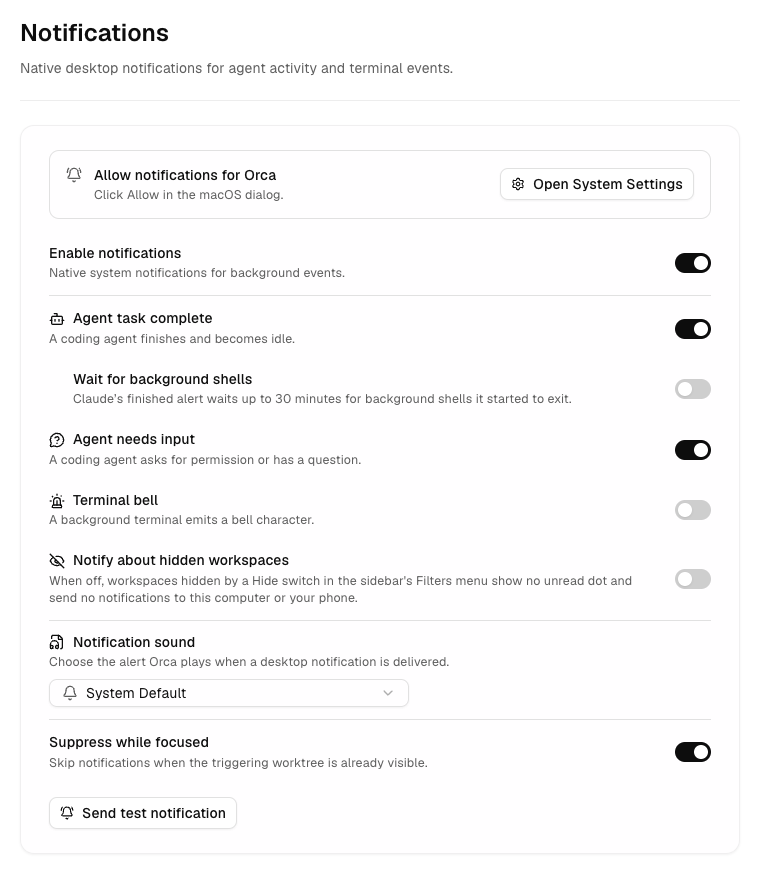 Notifications
Native desktop notifications for agent activity and terminal events.
Allow notifications for Orca
Click Allow in the macOS dialog.
Open System Settings
Enable notifications
Native system notifications for background events.
Agent task complete
A coding agent finishes and becomes idle.
Wait for background shells
Claude's finished alert waits up to 30 minutes for background shells it started to exit.
Agent needs input
A coding agent asks for permission or has a question.
Terminal bell
A background terminal emits a bell character.
Notify about hidden workspaces
When off, workspaces hidden by a Hide switch in the sidebar's Filters menu show no unread dot and
send no notifications to this computer or your phone.
Notification sound
Choose the alert Orca plays when a desktop notification is delivered.
System Default
Suppress while focused
Skip notifications when the triggering worktree is already visible.
Send test notification